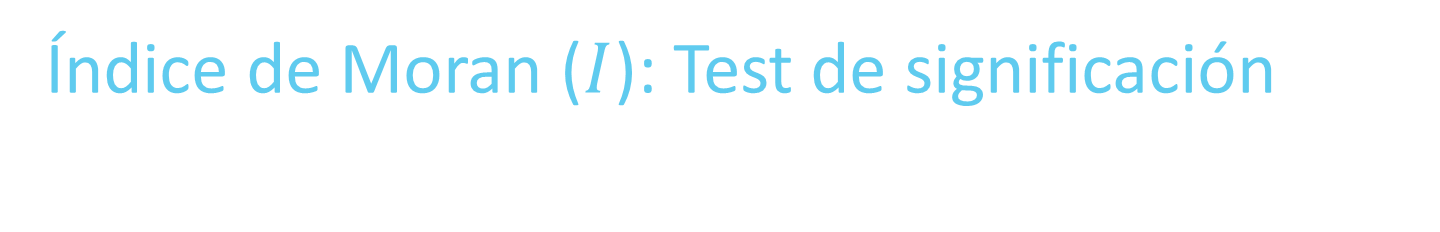 Índice de Moran (𝐼): Test de significación